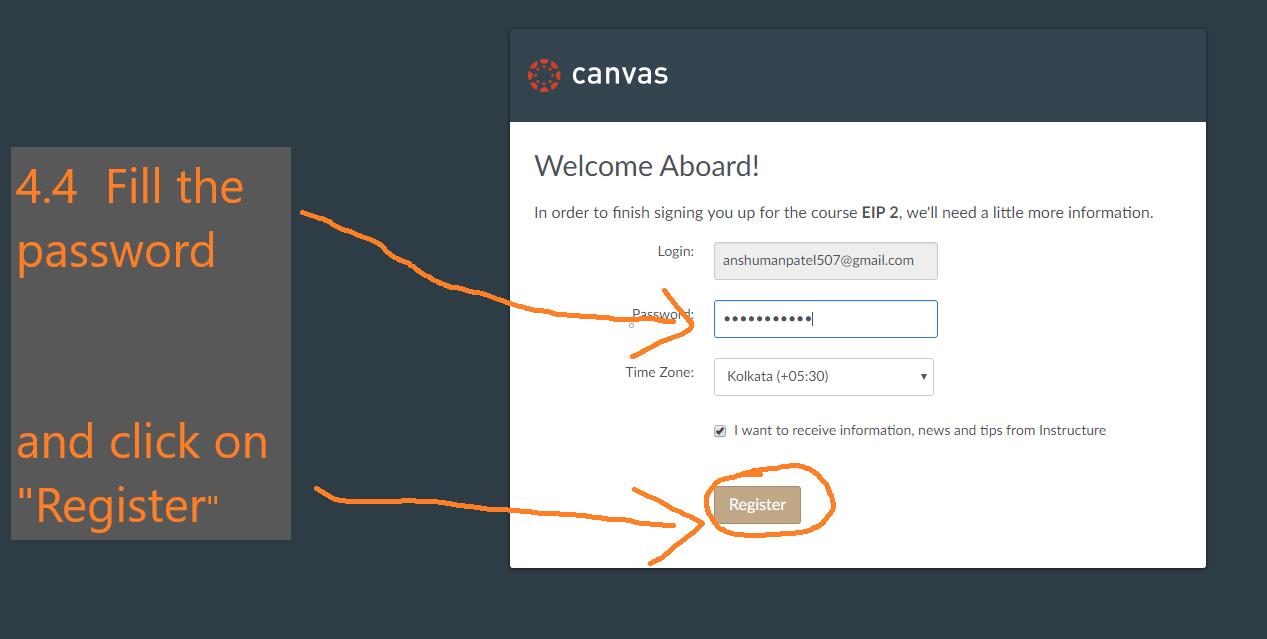 canvas
4.4 Fill the
password
and click on
"Register"
Welcome Aboard!
In order to finish signing you up for the course EIP 2, we'll need a little more information.
Login: anshumanpatel507@gmail.com
Password: •••••••••••
Time Zone: Kolkata (+05:30)
I want to receive information, news and tips from Instructure
Register